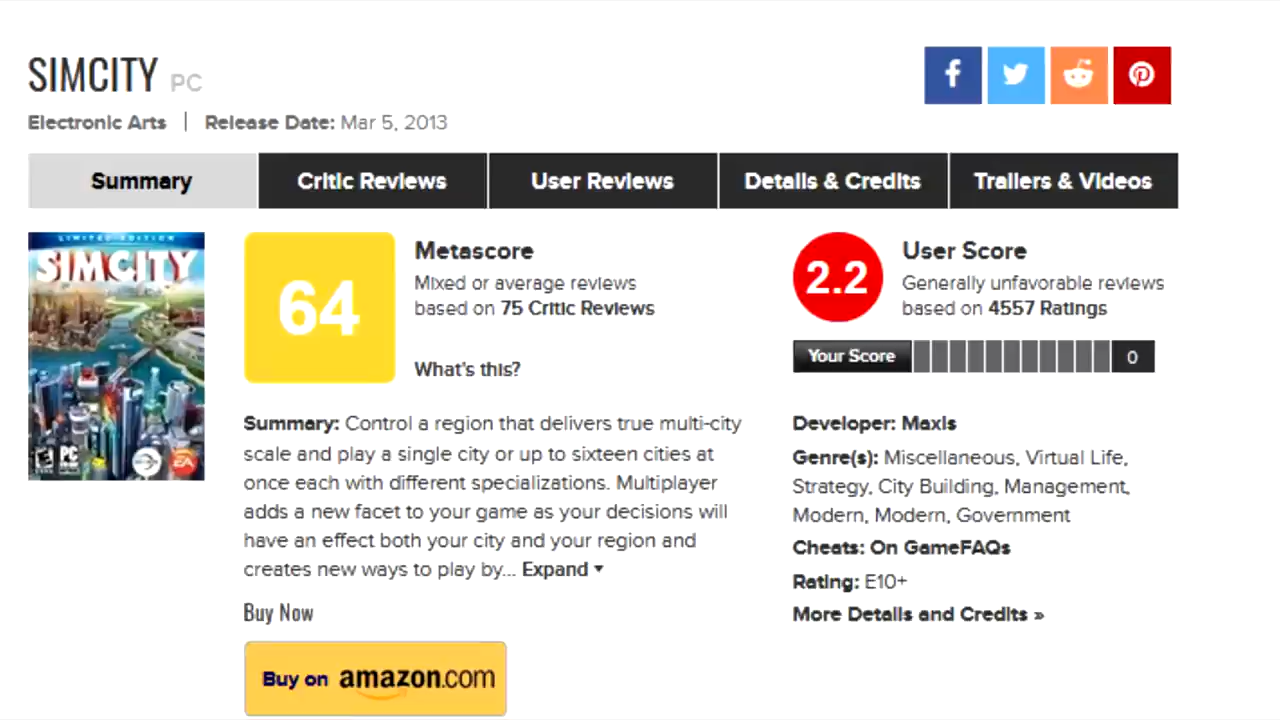 SIMCITY PC
Electronic Arts | Release Date: Mar 5, 2013
Summary
Critic Reviews
User Reviews
Details & Credits
Trailers & Videos
LIMITED EDITION
SIMCITY
PC
EA
64
Metascore
Mixed or average reviews
based on 75 Critic Reviews
What's this?
2.2
User Score
Generally unfavorable reviews
based on 4557 Ratings
Your Score
0
Summary: Control a region that delivers true multi-city
scale and play a single city or up to sixteen cities at
once each with different specializations. Multiplayer
adds a new facet to your game as your decisions will
have an effect both your city and your region and
creates new ways to play by... Expand
Buy Now
Buy on amazon.com
Developer: Maxis
Genre(s): Miscellaneous, Virtual Life,
Strategy, City Building, Management,
Modern, Modern, Government
Cheats: On GameFAQs
Rating: E10+
More Details and Credits »